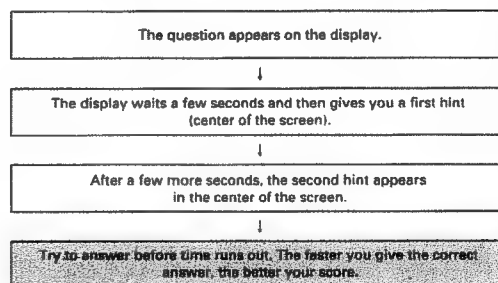 The question appears on the display.
↓
The display waits a few seconds and then gives you a first hint
(center of the screen).
↓
After a few more seconds, the second hint appears
in the center of the screen.
↓
Try to answer before time runs out. The faster you give the correct
answer, the better your score.